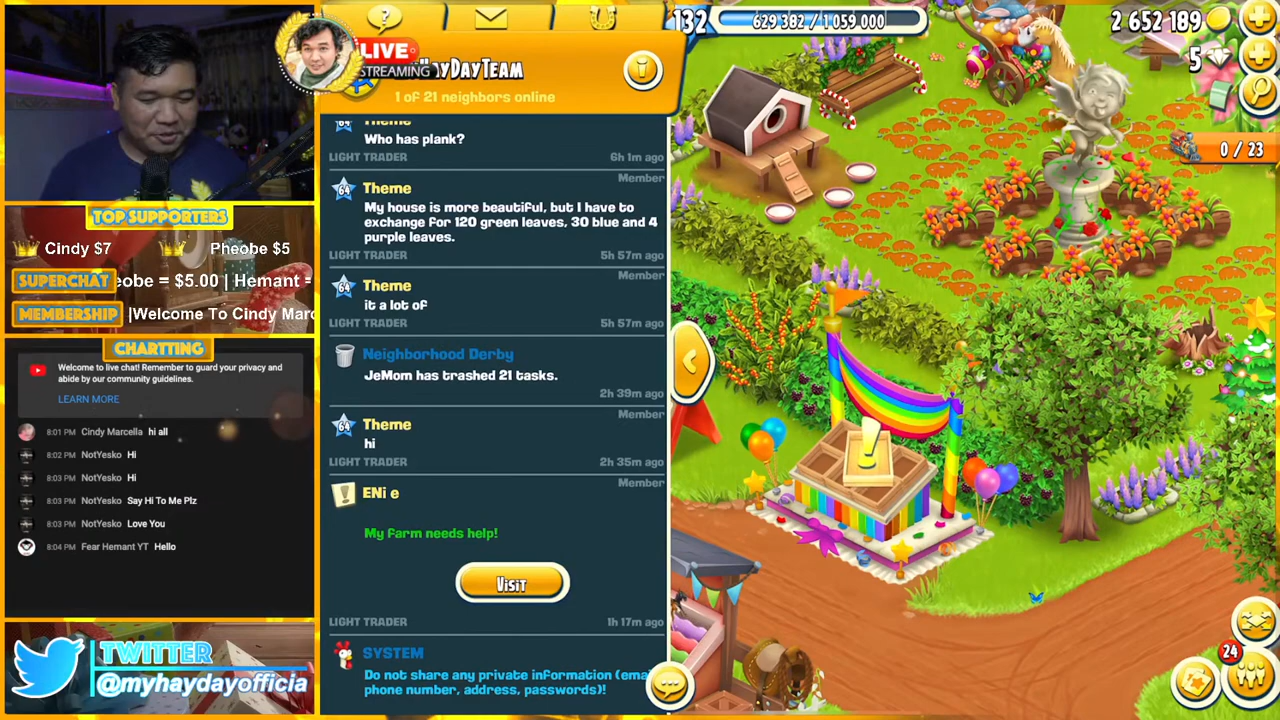 TOP SUPPORTERS
Cindy $7
Pheobe $5
SUPERCHAT
eobe = $5.00 | Hemant =
MEMBERSHIP
|Welcome To Cindy Marc
CHARTTING
Welcome to live chat! Remember to guard your privacy and
abide by our community guidelines.
LEARN MORE
8:01 PM Cindy Marcella hi all
8:02 PM NotYesko Hi
8:03 PM NotYesko Hi
8:03 PM NotYesko Say Hi To Me Plz
8:03 PM NotYesko Love You
8:04 PM Fear Hemant YT Hello
TWITTER
@myhaydayofficia
LIVE
STREAMING
ayDayTeam
1 of 21 neighbors online
Theme
Who has plank?
LIGHT TRADER
6h 1m ago
Member
64
Theme
My house is more beautiful, but I have to
exchange for 120 green leaves, 30 blue and 4
purple leaves.
LIGHT TRADER
5h 57m ago
Member
64
Theme
it a lot of
LIGHT TRADER
5h 57m ago
Neighborhood Derby
JeMom has trashed 21 tasks.
2h 39m ago
Member
64
Theme
hi
LIGHT TRADER
2h 35m ago
Member
ENi e
My farm needs help!
Visit
LIGHT TRADER
1h 17m ago
SYSTEM
Do not share any private information (ema
phone number, address, passwords)!
132
629 382 / 1 059 000
2 652 189
5
0 / 23
24